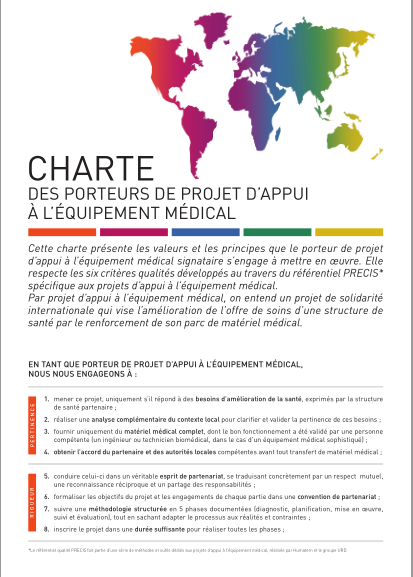 CHARTE
DES PORTEURS DE PROJET D'APPUI
À L'ÉQUIPEMENT MÉDICAL
Cette charte présente les valeurs et les principes que le porteur de projet
d'appui à l'équipement médical signataire s'engage à mettre en œuvre. Elle
respecte les six critères qualités développés au travers du référentiel PRECIS*
spécifique aux projets d'appui à l'équipement médical.
Par projet d'appui à l'équipement médical, on entend un projet de solidarité
internationale qui vise l'amélioration de l'offre de soins d'une structure de
santé par le renforcement de son parc de matériel médical.
EN TANT QUE PORTEUR DE PROJET D'APPUI À L'ÉQUIPEMENT MÉDICAL,
NOUS NOUS ENGAGEONS À :
PERTINENCE
1. mener ce projet, uniquement s'il répond à des besoins d'amélioration de la santé, exprimés par la structure
de santé partenaire ;
2. réaliser une analyse complémentaire du contexte local pour clarifier et valider la pertinence de ces besoins ;
3. fournir uniquement du matériel médical complet, dont le bon fonctionnement a été validé par une personne
compétente (un ingénieur ou technicien biomédical, dans le cas d'un équipement médical sophistiqué) ;
4. obtenir l'accord du partenaire et des autorités locales compétentes avant tout transfert de matériel médical ;
RIGUEUR
5. conduire celui-ci dans un véritable esprit de partenariat, se traduisant concrètement par un respect mutuel,
une reconnaissance réciproque et un partage des responsabilités ;
6. formaliser les objectifs du projet et les engagements de chaque partie dans une convention de partenariat ;
7. suivre une méthodologie structurée en 5 phases documentées (diagnostic, planification, mise en œuvre,
suivi et évaluation), tout en sachant adapter le processus aux réalités et contraintes ;
8. inscrire le projet dans une durée suffisante pour réaliser toutes les phases ;
*Le référentiel qualité PRECIS fait partie d'une série de méthodes et outils dédiés aux projets d'appui à l'équipement médical, réalisée par Humatem et le groupe URD.